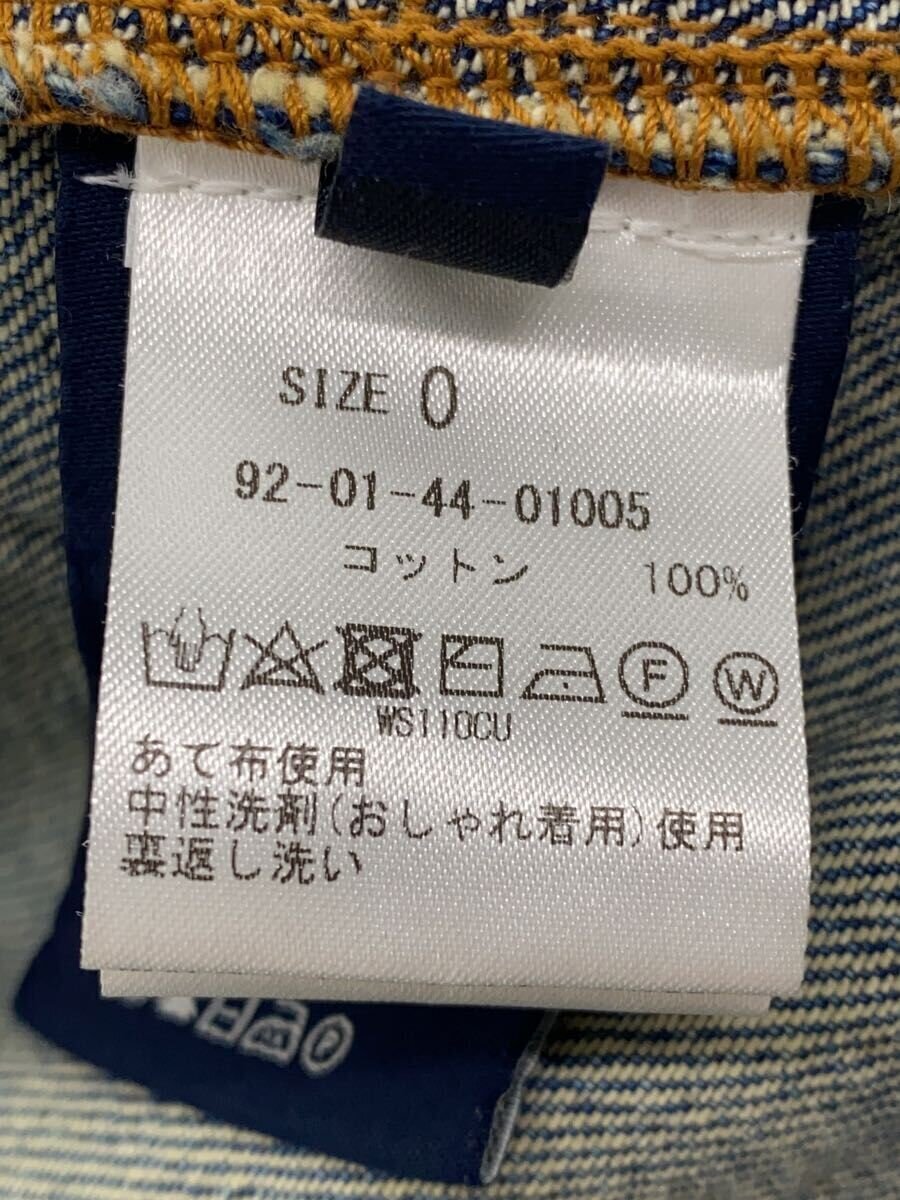 SIZE 0
92-01-44-01005
コットン 100%
F W
WS110CU
あて布使用
中性洗剤(おしゃれ着用)使用
裏返し洗い